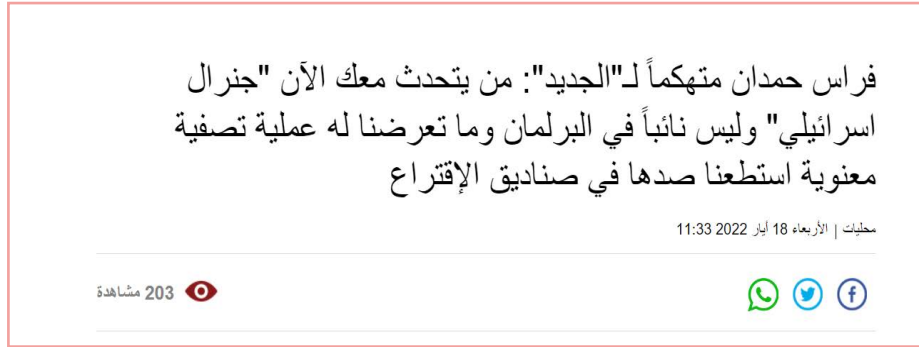 فراس حمدان متهكماً لـ"الجديد": من يتحدث معك الآن "جنرال
اسرائيلي" وليس نائباً في البرلمان وما تعرضنا له عملية تصفية
معنوية استطعنا صدها في صناديق الإقتراع
محليات | الأربعاء 18 أيار 2022 11:33
203 مشاهدة